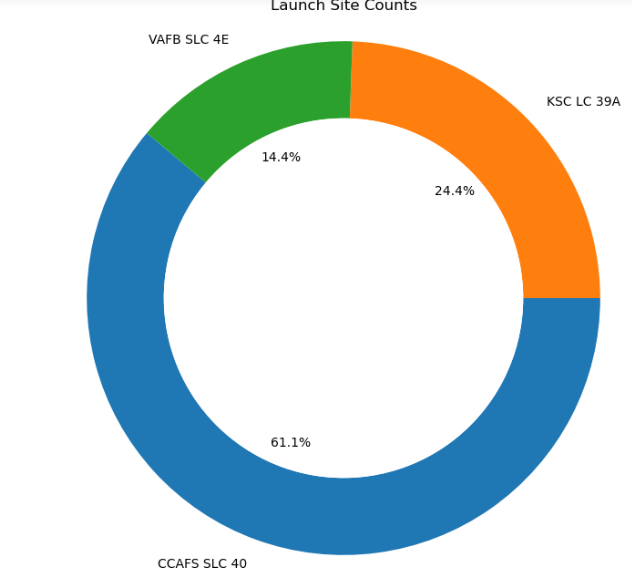 Launch Site Counts
VAFB SLC 4E
KSC LC 39A
14.4%
24.4%
61.1%
CCAFS SLC 40